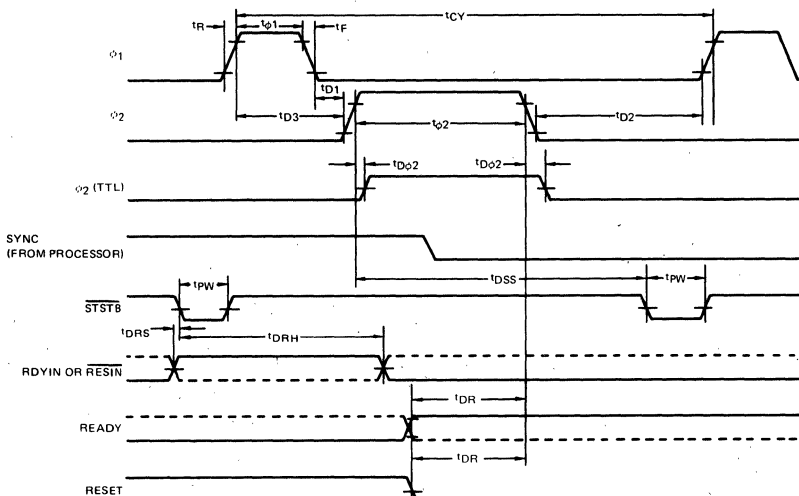 tCY
tR
tφ1
tF
φ1
tD1
φ2
tD3
tφ2
tD2
tDφ2
tDφ2
φ2 (TTL)
SYNC
(FROM PROCESSOR)
tDSS
tPW
tPW
STSTB
tDRS
tDRH
RDYIN OR RESIN
tDR
READY
tDR
RESET